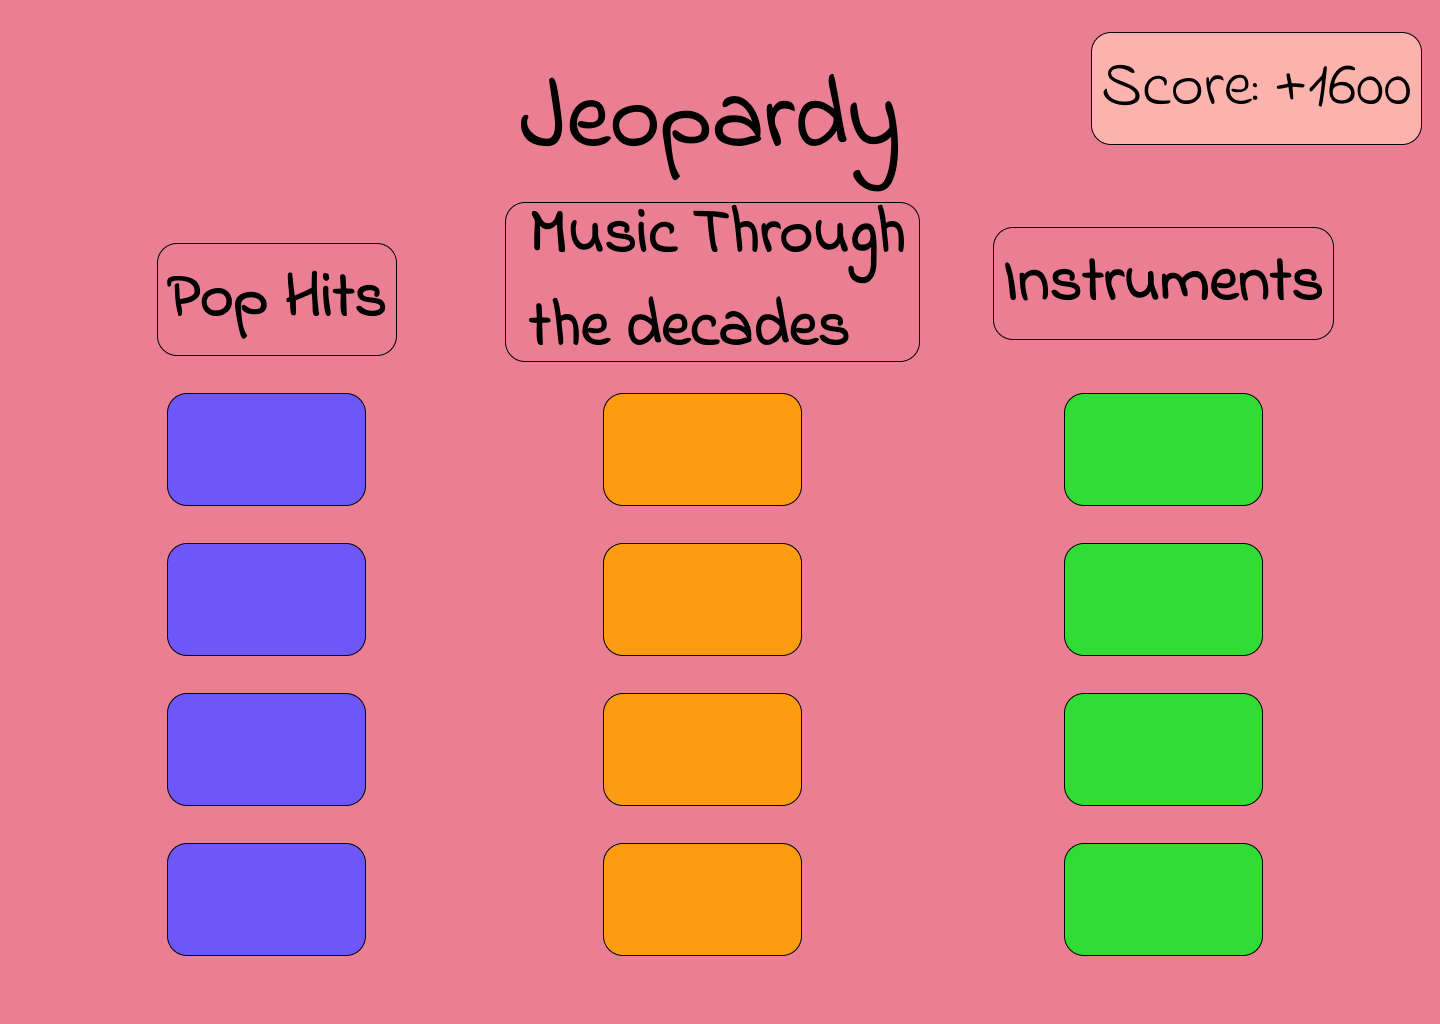 Score: +1600
Jeopardy
Pop Hits
Music Through
the decades
Instruments